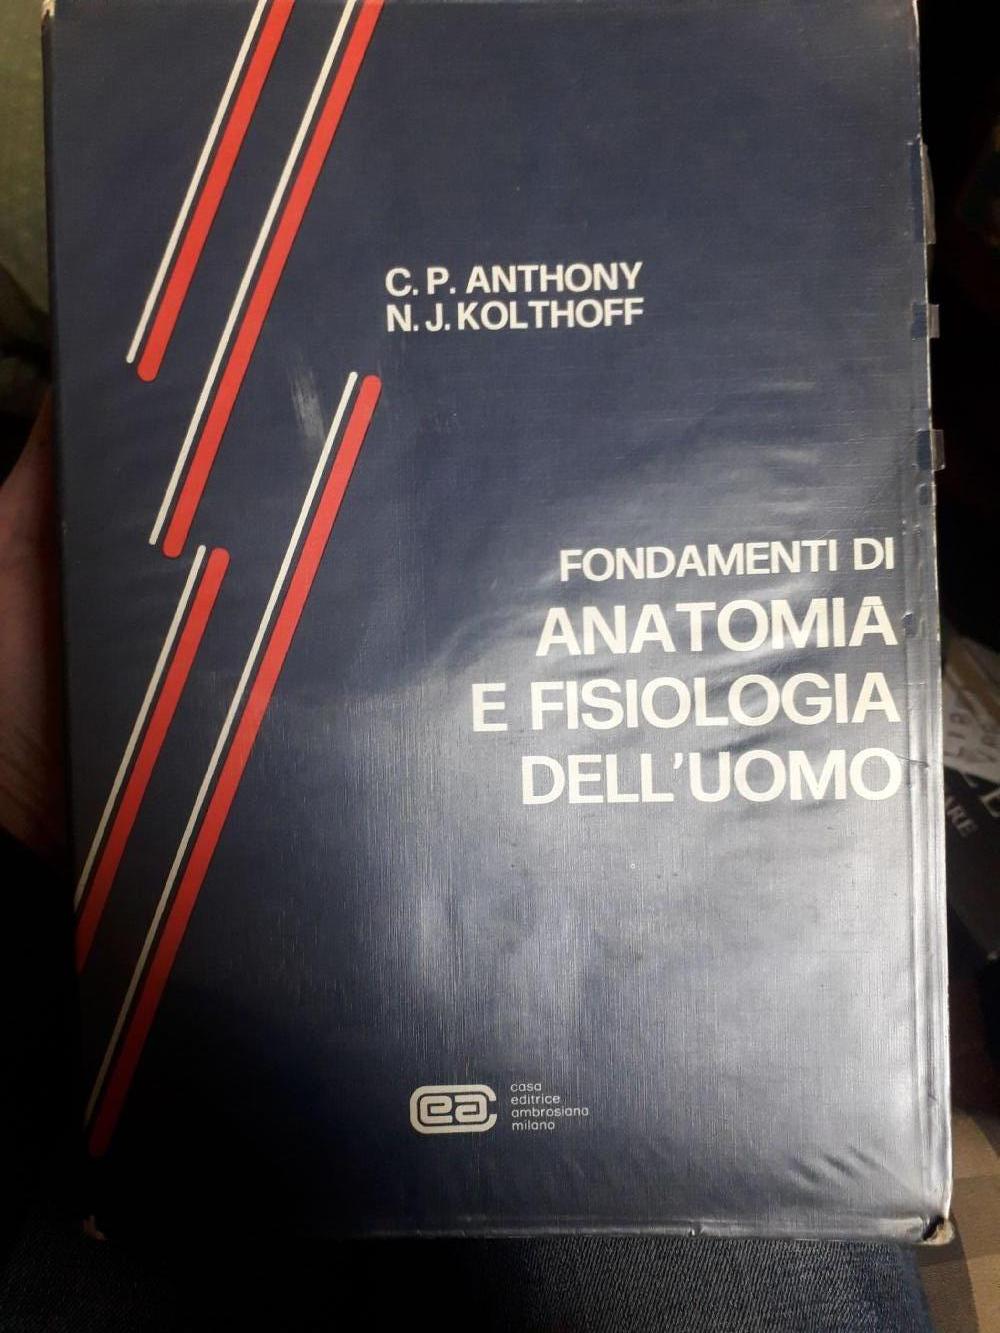 C. P. ANTHONY
N. J. KOLTHOFF
FONDAMENTI DI
ANATOMIA
E FISIOLOGIA
DELL'UOMO
cea
casa
editrice
ambrosiana
milano